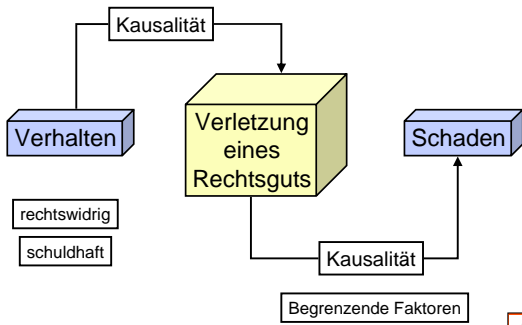 Kausalität
Verhalten
Verletzung
eines
Rechtsguts
Schaden
rechtswidrig
schuldhaft
Kausalität
Begrenzende Faktoren